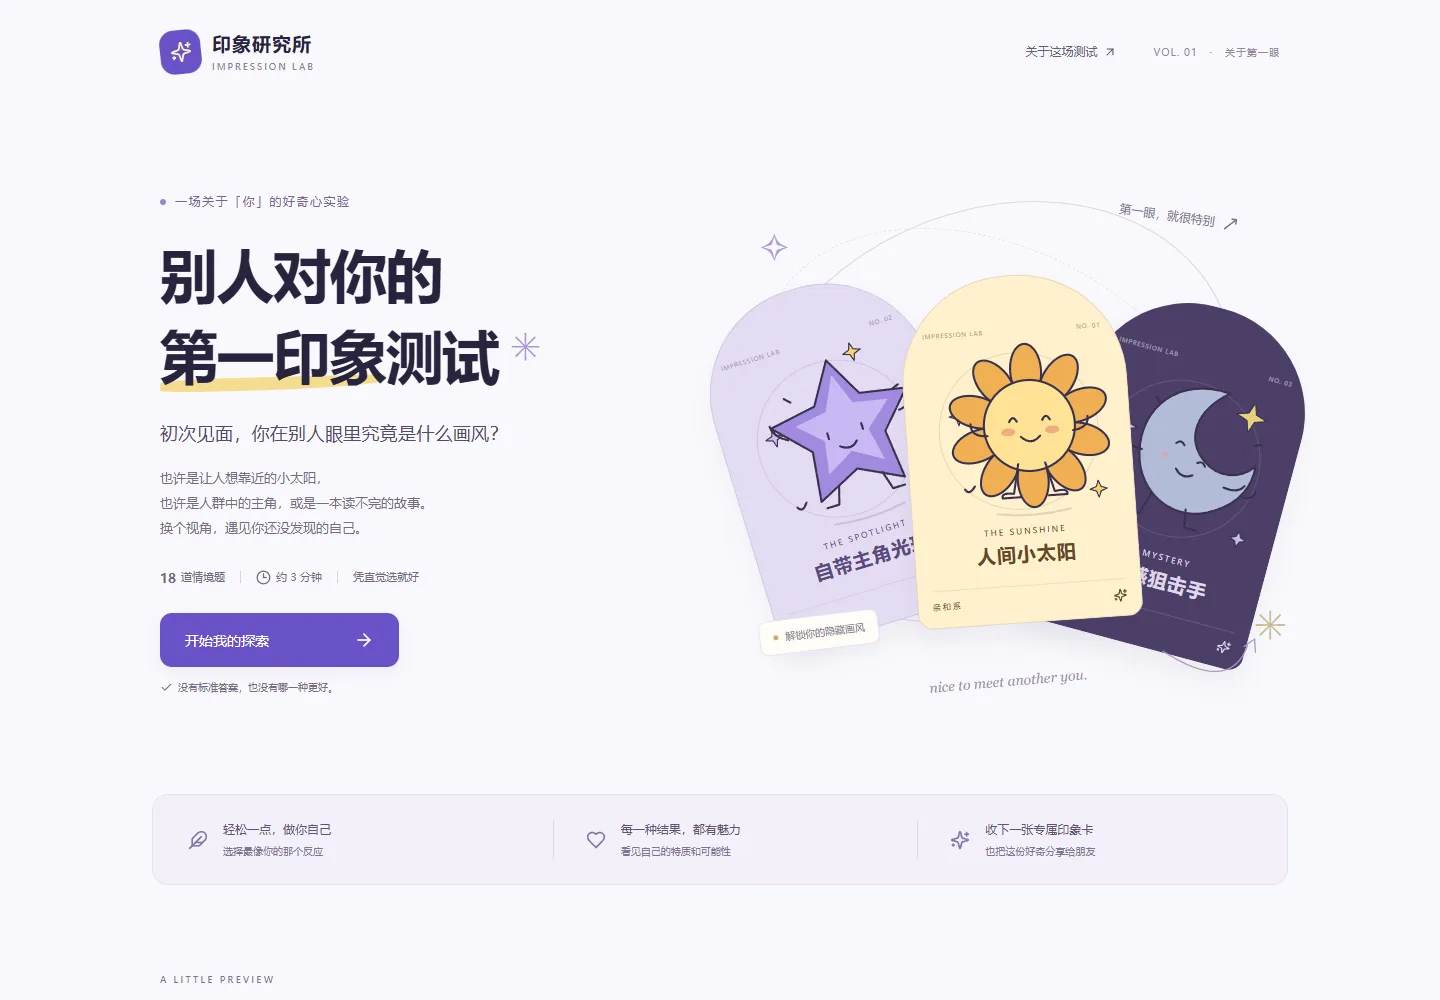 印象研究所
IMPRESSION LAB
关于这场测试
VOL. 01 · 关于第一眼
一场关于「你」的好奇心实验
别人对你的
第一印象测试
初次见面，你在别人眼里究竟是什么画风？
也许是让人想靠近的小太阳，
也许是人群中的主角，或是一本读不完的故事。
换个视角，遇见你还没发现的自己。
18 道情境题
约 3 分钟
凭直觉选就好
开始我的探索
没有标准答案，也没有哪一种更好。
第一眼，就很特别
IMPRESSION LAB
NO. 02
THE SPOTLIGHT
自带主角光
IMPRESSION LAB
NO. 01
THE SUNSHINE
人间小太阳
亲和系
IMPRESSION LAB
NO. 03
MYSTERY
狙击手
解锁你的隐藏画风
nice to meet another you.
轻松一点，做你自己
选择最像你的那个反应
每一种结果，都有魅力
看见自己的特质和可能性
收下一张专属印象卡
也把这份好奇分享给朋友
A LITTLE PREVIEW